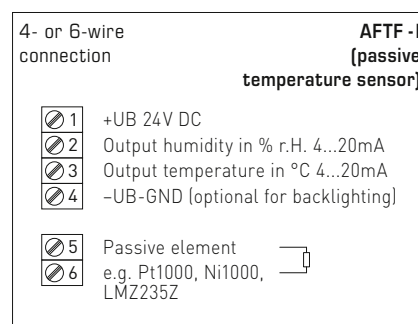 4- or 6-wire
connection
AFTF -I
(passive
temperature sensor)
1 +UB 24V DC
2 Output humidity in % r.H. 4...20mA
3 Output temperature in °C 4...20mA
4 –UB-GND (optional for backlighting)
5 Passive element
6 e.g. Pt1000, Ni1000,
LMZ235Z